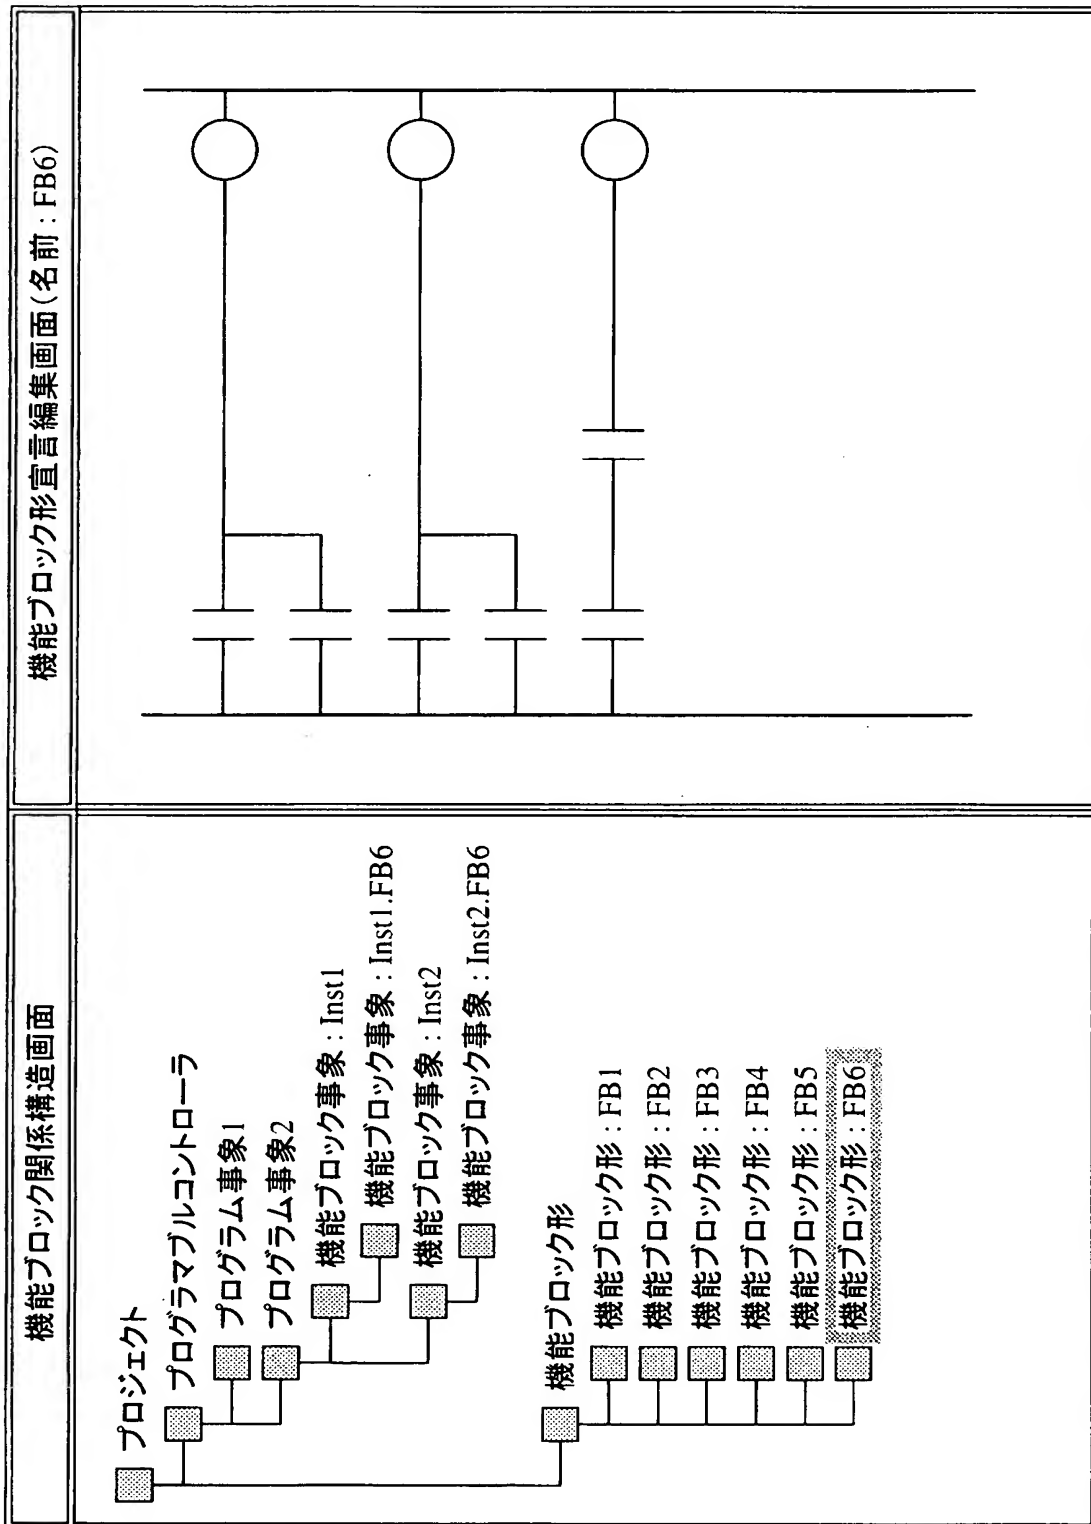 機能ブロック関係構造画面
プロジェクト
プログラマブルコントローラ
プログラム事象1
プログラム事象2
機能ブロック事象：Inst1
機能ブロック事象：Inst1.FB6
機能ブロック事象：Inst2
機能ブロック事象：Inst2.FB6
機能ブロック形
機能ブロック形：FB1
機能ブロック形：FB2
機能ブロック形：FB3
機能ブロック形：FB4
機能ブロック形：FB5
機能ブロック形：FB6
機能ブロック形宣言編集画面(名前：FB6)